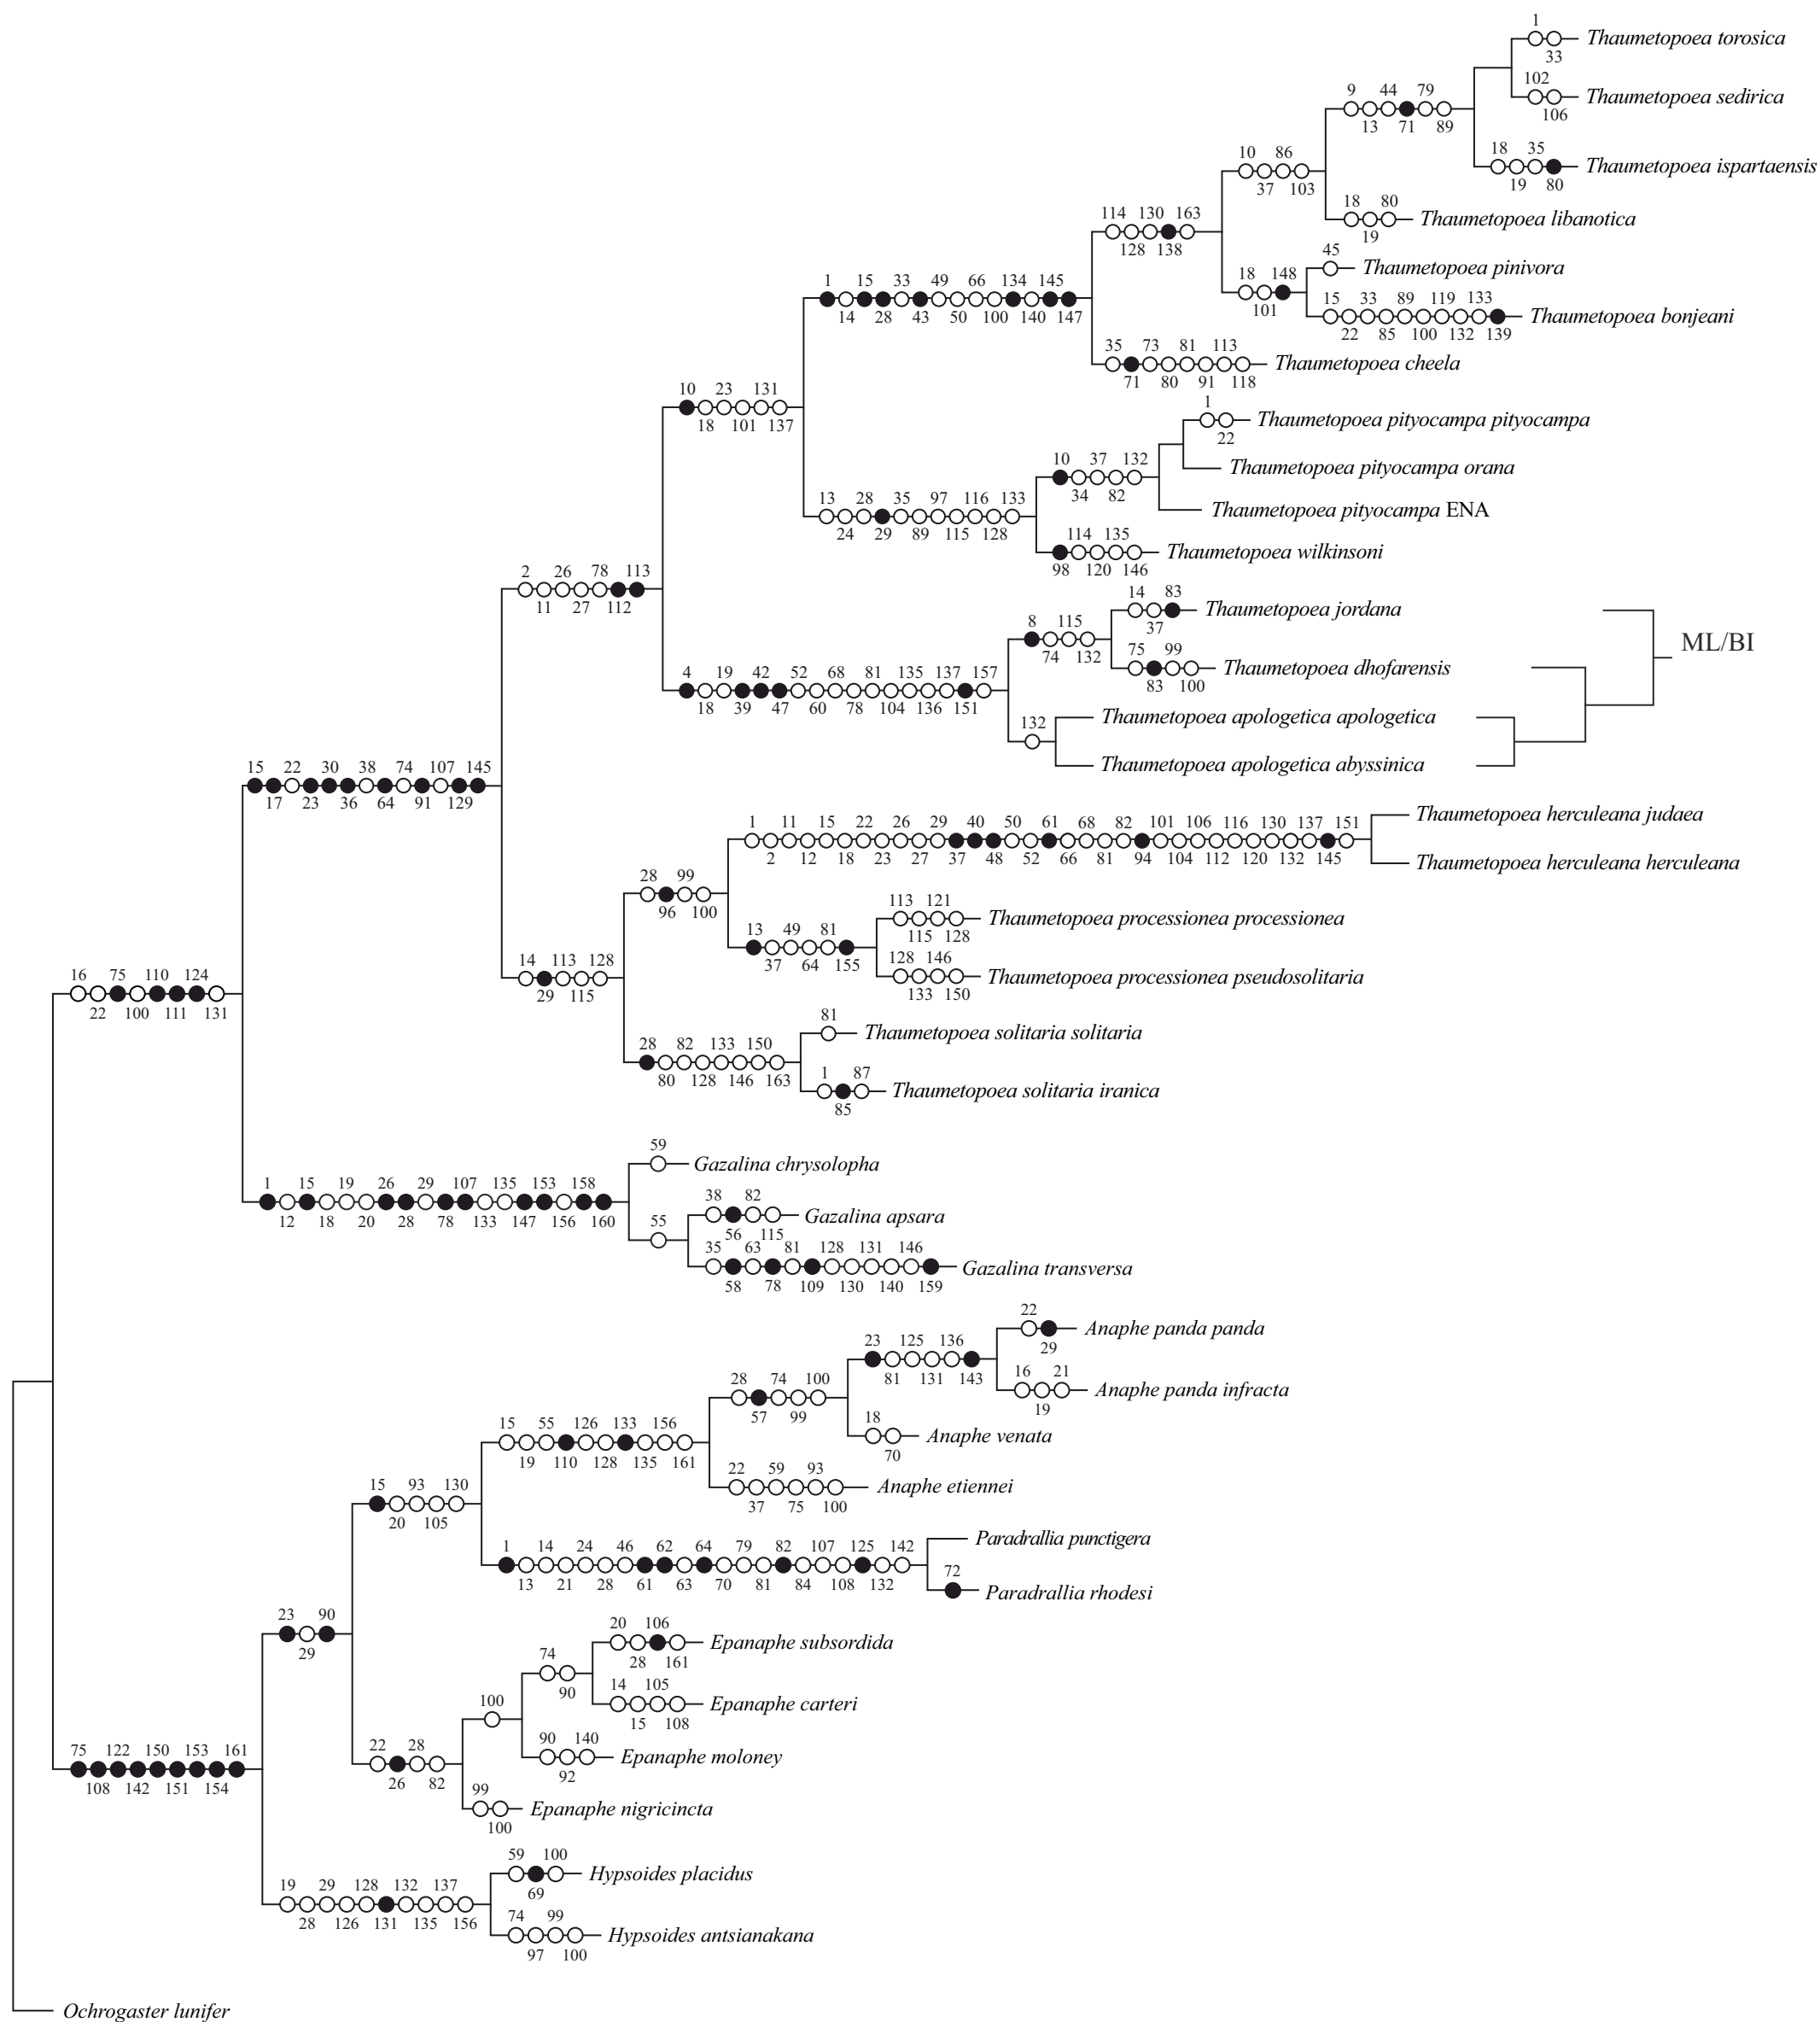 1
33
Thaumetopoea torosica
102
106
Thaumetopoea sedirica
9 44 79
13 71 89
18 35
19 80
Thaumetopoea ispartaensis
10 86
37 103
18 80
19
Thaumetopoea libanotica
114 130 163
128 138
45
Thaumetopoea pinivora
18 148
101
15 33 89 119 133
22 85 100 132 139
Thaumetopoea bonjeani
1 15 33 49 66 134 145
14 28 43 50 100 140 147
35 73 81 113
71 80 91 118
Thaumetopoea cheela
10 23 131
18 101 137
1
22
Thaumetopoea pityocampa pityocampa
Thaumetopoea pityocampa orana
10 37 132
34 82
Thaumetopoea pityocampa ENA
13 28 35 97 116 133
24 29 89 115 128
114 135
98 120 146
Thaumetopoea wilkinsoni
2 26 78 113
11 27 112
14 83
37
Thaumetopoea jordana
8 115
74 132
ML/BI
75 99
83 100
Thaumetopoea dhofarensis
4 19 42 52 68 81 135 137 157
18 39 47 60 78 104 136 151
Thaumetopoea apologetica apologetica
132
Thaumetopoea apologetica abyssinica
15 22 30 38 74 107 145
17 23 36 64 91 129
Thaumetopoea herculeana judaea
1 11 15 22 26 29 40 50 61 68 82 101 106 116 130 137 151
2 12 18 23 27 37 48 52 66 81 94 104 112 120 132 145
Thaumetopoea herculeana herculeana
28 99
96 100
113 121
115 128
Thaumetopoea processionea processionea
13 49 81
37 64 155
128 146
133 150
Thaumetopoea processionea pseudosolitaria
14 113 128
29 115
81
Thaumetopoea solitaria solitaria
28 82 133 150
80 128 146 163
1 87
85
Thaumetopoea solitaria iranica
16 75 110 124
22 100 111 131
59
Gazalina chrysolopha
1 15 19 26 29 107 135 153 158
12 18 20 28 78 133 147 156 160
38 82
56 115
Gazalina apsara
55
35 63 81 128 131 146
58 78 109 130 140 159
Gazalina transversa
22
29
Anaphe panda panda
23 125 136
81 131 143
16 21
19
Anaphe panda infracta
28 74 100
57 99
18
70
Anaphe venata
15 55 126 133 156
19 110 128 135 161
22 59 93
37 75 100
Anaphe etiennei
15 93 130
20 105
Paradrallia punctigera
1 14 24 46 62 64 79 82 107 125 142
13 21 28 61 63 70 81 84 108 132
72
Paradrallia rhodesi
23 90
29
20 106
28 161
Epanaphe subsordida
74
90
14 105
15 108
Epanaphe carteri
100
90 140
92
Epanaphe moloney
22 28
26 82
99
100
Epanaphe nigricincta
75 122 150 153 161
108 142 151 154
59 100
69
Hypsoides placidus
19 29 128 132 137
28 126 131 135 156
74 99
97 100
Hypsoides antsianakana
Ochrogaster lunifer